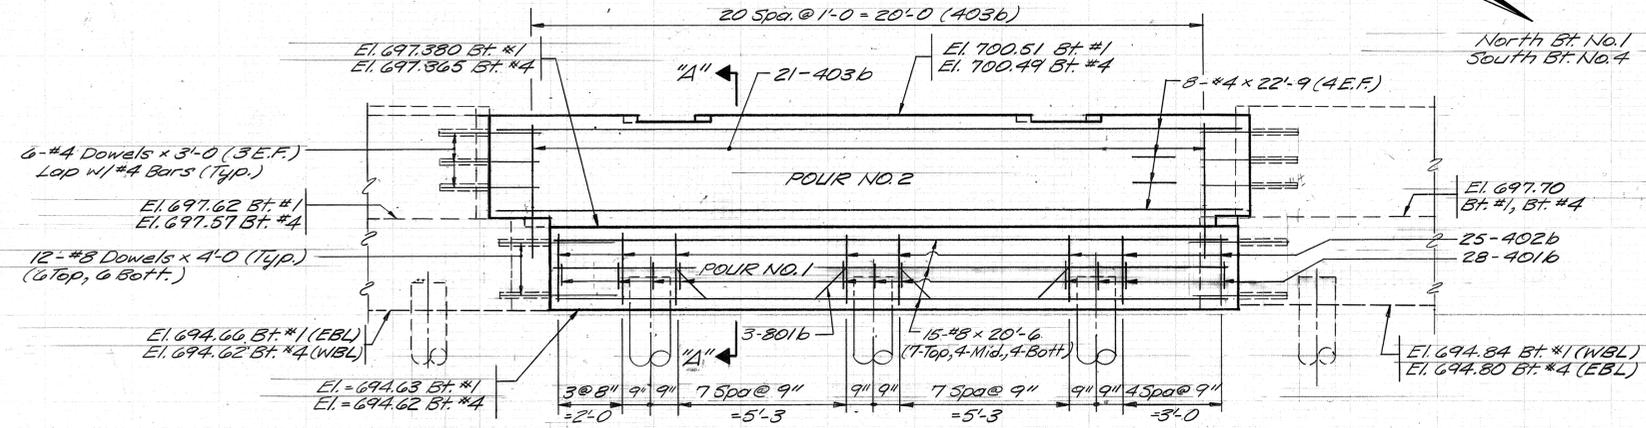 20 Spa. @ 1'-0 = 20'-0 (403b)
El. 697.380 Bt. #1
El. 697.365 Bt. #4
"A"
21-403b
El. 700.51 Bt. #1
El. 700.49 Bt. #4
North Bt. No.1
South Bt. No.4
8-#4 x 22'-9 (4 E.F.)
6-#4 Dowels x 3'-0 (3 E.F.)
Lap w/ #4 Bars (Typ.)
POUR NO.2
El. 697.62 Bt. #1
El. 697.57 Bt. #4
El. 697.70
Bt. #1, Bt. #4
12-#8 Dowels x 4'-0 (Typ.)
(6 Top, 6 Bott.)
POUR NO.1
25-402b
28-401b
El. 694.66 Bt. #1 (EBL)
El. 694.62 Bt. #4 (WBL)
3-801b
15-#8 x 20'-6
(7-Top, 4-Mid., 4-Bott.)
"A"
El. 694.84 Bt. #1 (WBL)
El. 694.80 Bt. #4 (EBL)
El. = 694.63 Bt. #1
El. = 694.62 Bt. #4
3@8" 9" 9" 7 Spa @ 9" 9" 9" 7 Spa @ 9" 9" 9" 4 Spa @ 9"
=2'-0 =5'-3 =5'-3 =3'-0